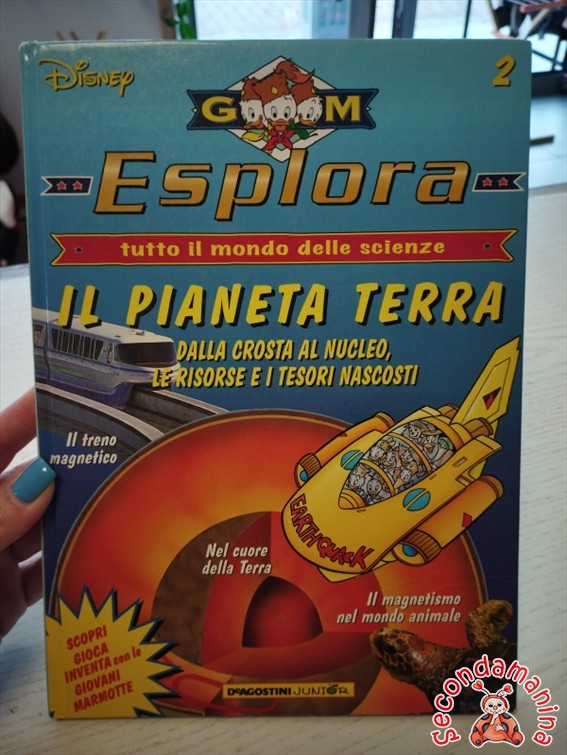 DISNEY
2
GM
Esplora
tutto il mondo delle scienze
IL PIANETA TERRA
DALLA CROSTA AL NUCLEO,
LE RISORSE E I TESORI NASCOSTI
Il treno
magnetico
EARTHQUACK
Nel cuore
della Terra
Il magnetismo
nel mondo animale
SCOPRI
GIOCA
INVENTA con le
GIOVANI
MARMOTTE
DEAGOSTINI JUNIOR
Secondamanina